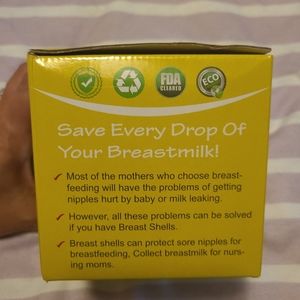 FDA
CLEARED
ECO
Save Every Drop Of
Your Breastmilk!
Most of the mothers who choose breast-
feeding will have the problems of getting
nipples hurt by baby or milk leaking.
However, all these problems can be solved
if you have Breast Shells.
Breast shells can protect sore nipples for
breastfeeding, Collect breastmilk for nurs-
ing moms.